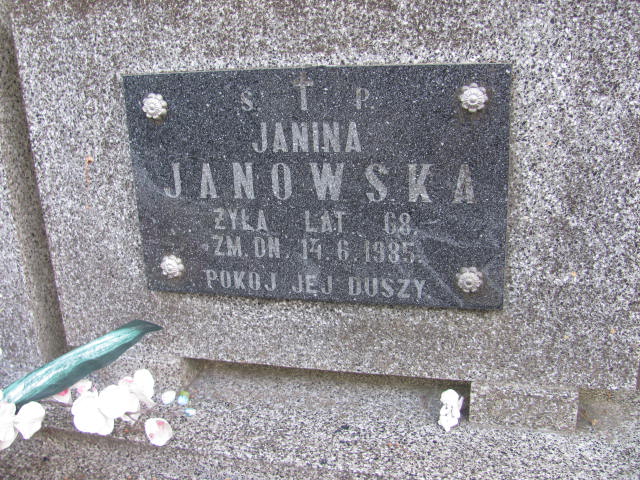 S. † P.
JANINA
JANOWSKA
ŻYŁA LAT 68.
ZM. DN. 14.6.1985.
POKÓJ JEJ DUSZY